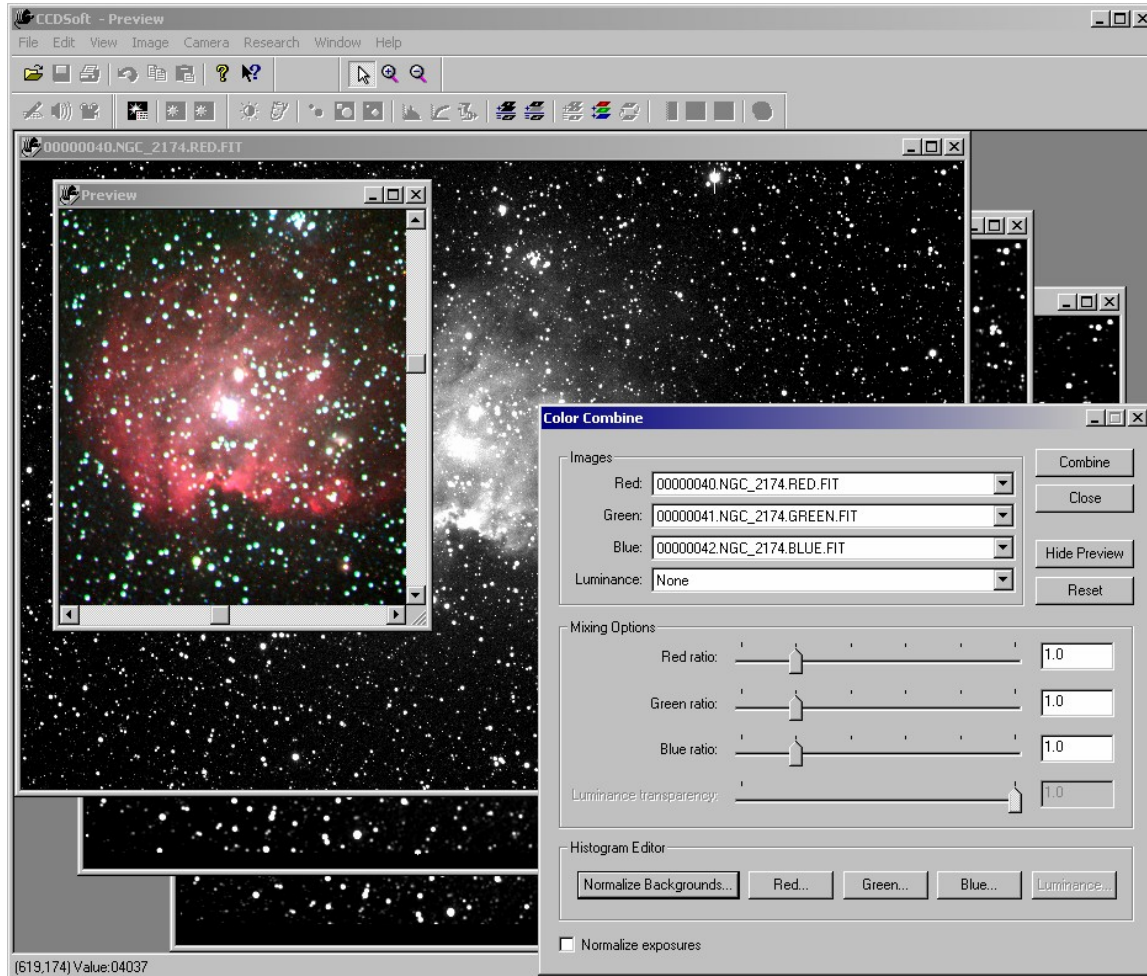 CCDSoft - Preview
File Edit View Image Camera Research Window Help
00000040.NGC_2174.RED.FIT
Preview
Color Combine
Images
Red: 00000040.NGC_2174.RED.FIT
Green: 00000041.NGC_2174.GREEN.FIT
Blue: 00000042.NGC_2174.BLUE.FIT
Luminance: None
Combine
Close
Hide Preview
Reset
Mixing Options
Red ratio: 1.0
Green ratio: 1.0
Blue ratio: 1.0
Luminance transparency: 1.0
Histogram Editor
Normalize Backgrounds... Red... Green... Blue... Luminance...
Normalize exposures
(619,174) Value:04037